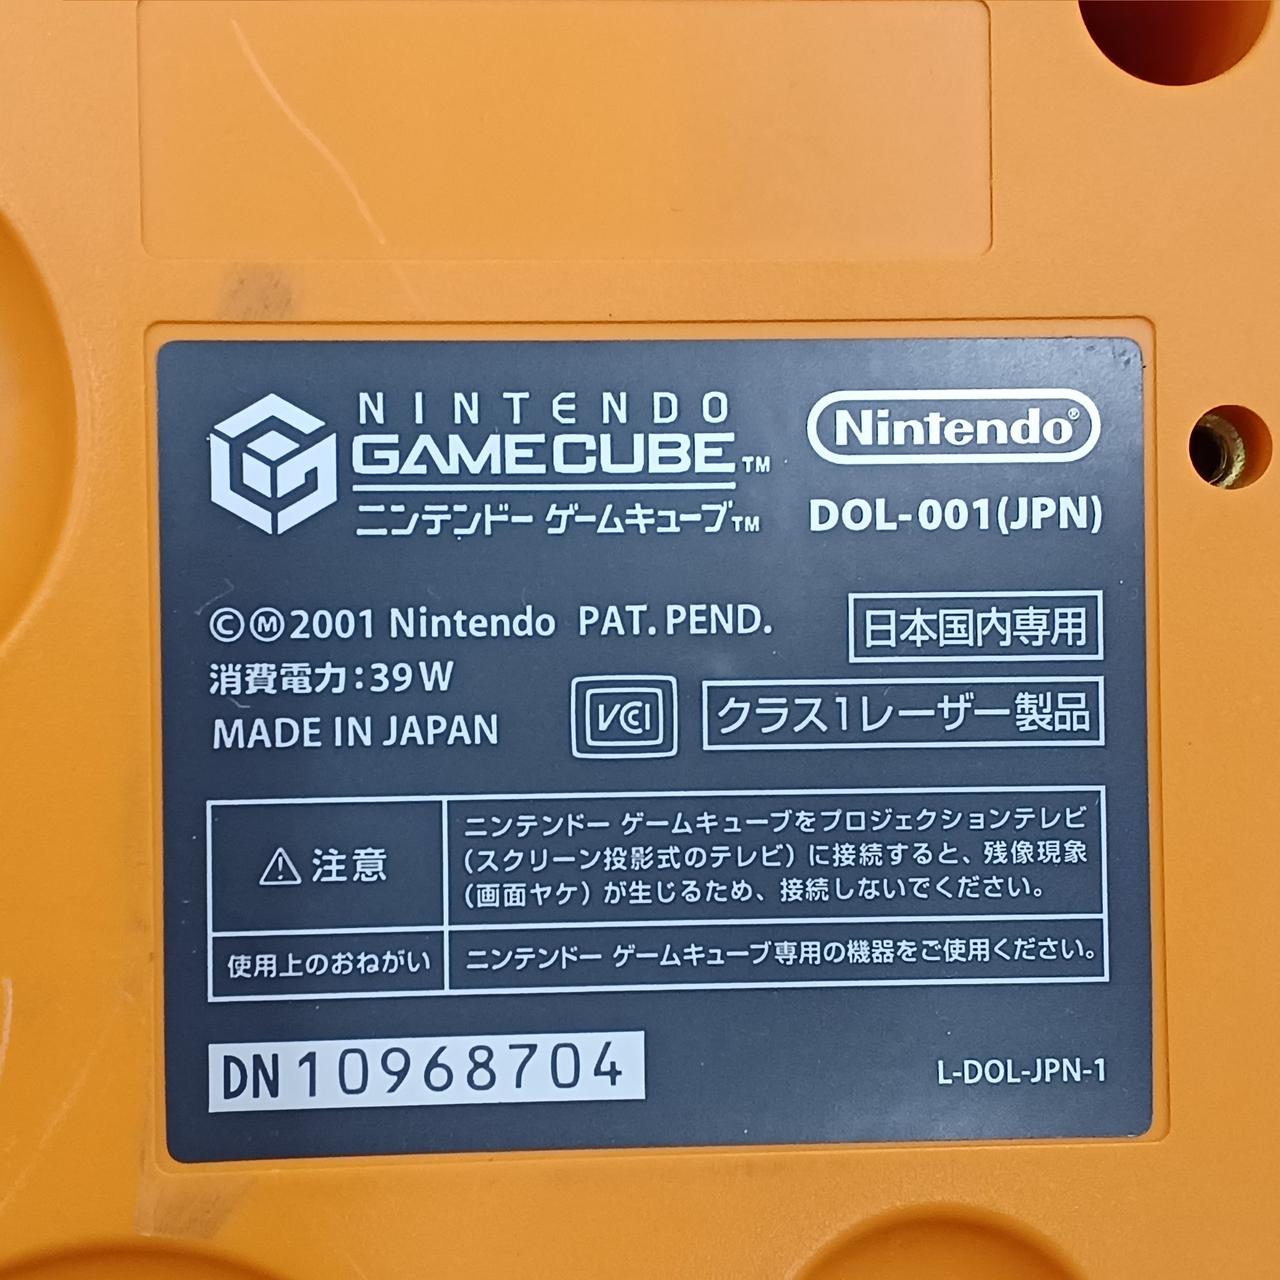 NINTENDO
GAMECUBE™
ニンテンドー ゲームキューブ™
Nintendo®
DOL-001(JPN)
©Ⓜ2001 Nintendo PAT. PEND.
日本国内専用
消費電力:39W
MADE IN JAPAN
VCCI
クラス1レーザー製品
⚠注意
ニンテンドー ゲームキューブをプロジェクションテレビ
(スクリーン投影式のテレビ)に接続すると、残像現象
(画面ヤケ)が生じるため、接続しないでください。
使用上のおねがい
ニンテンドー ゲームキューブ専用の機器をご使用ください。
DN10968704
L-DOL-JPN-1